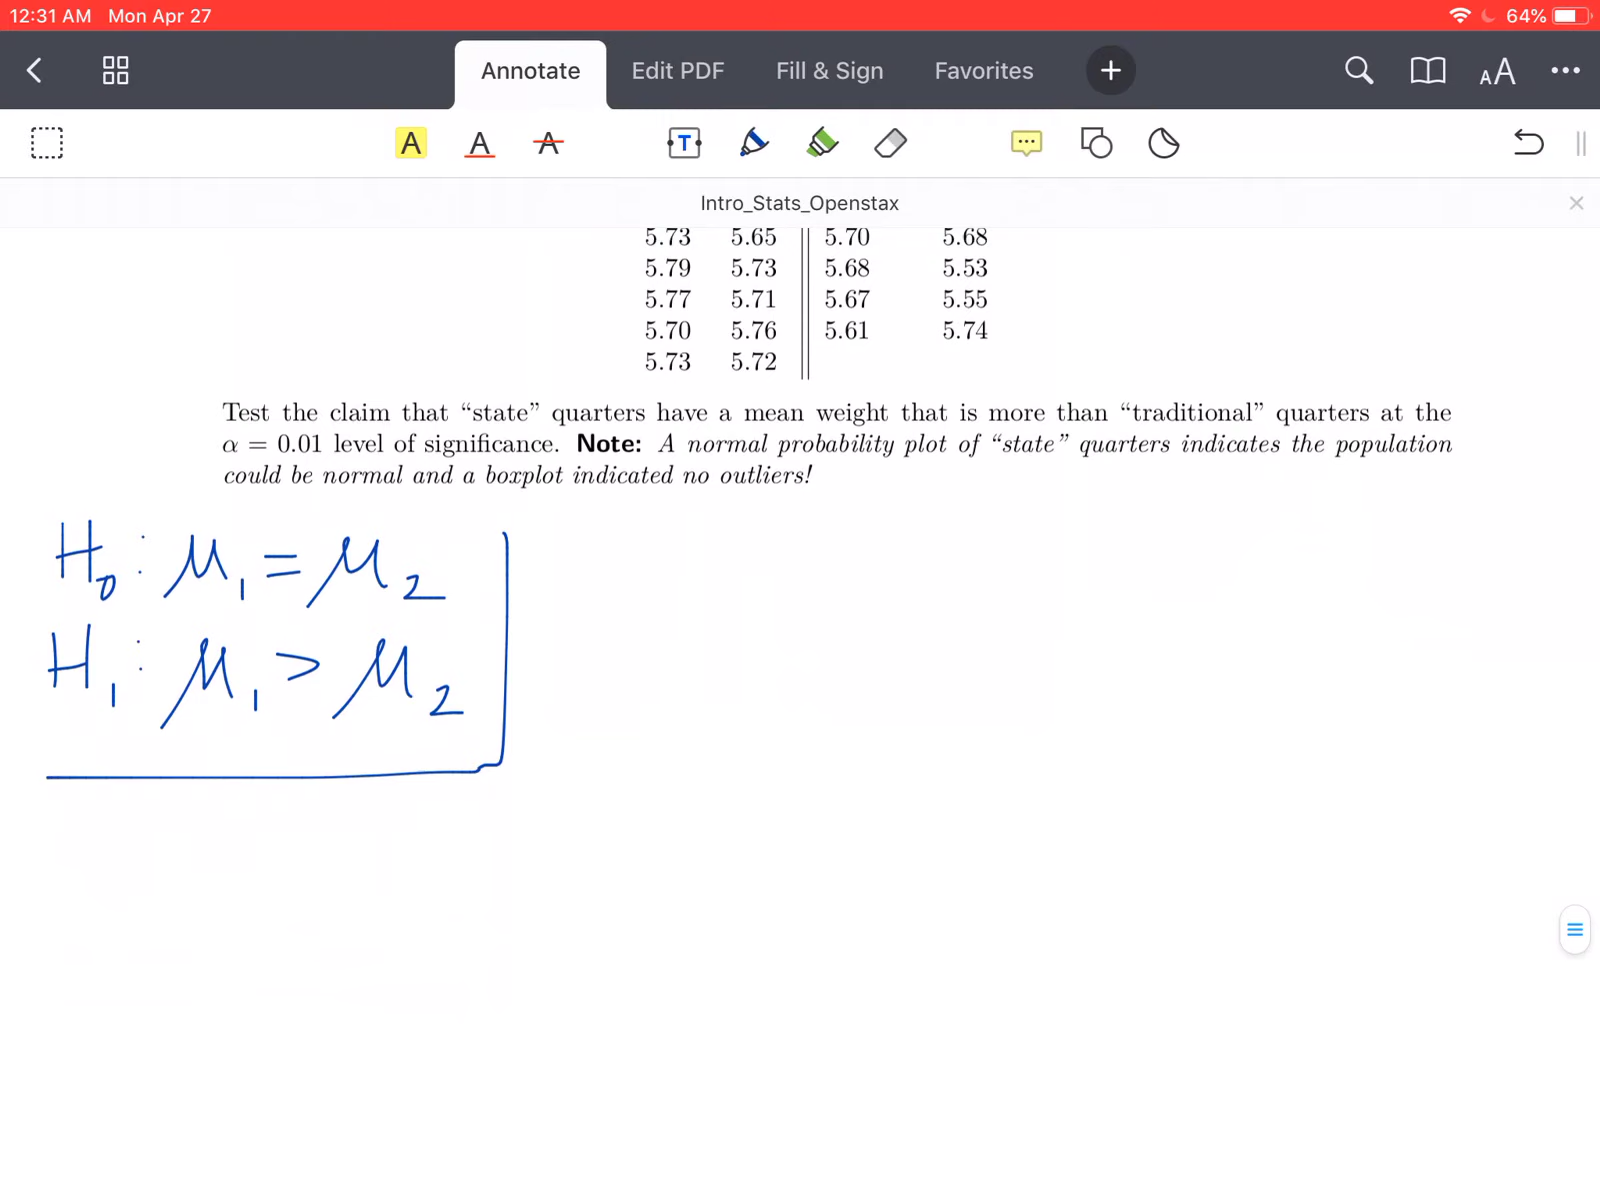 12:31 AM Mon Apr 27 64%
Annotate Edit PDF Fill & Sign Favorites + AA
A A A T
Intro_Stats_Openstax
5.73 5.65 5.70 5.68
5.79 5.73 5.68 5.53
5.77 5.71 5.67 5.55
5.70 5.76 5.61 5.74
5.73 5.72
Test the claim that “state” quarters have a mean weight that is more than “traditional” quarters at the
α = 0.01 level of significance. Note: A normal probability plot of “state” quarters indicates the population
could be normal and a boxplot indicated no outliers!
H₀ : μ₁ = μ₂
H₁ : μ₁ > μ₂